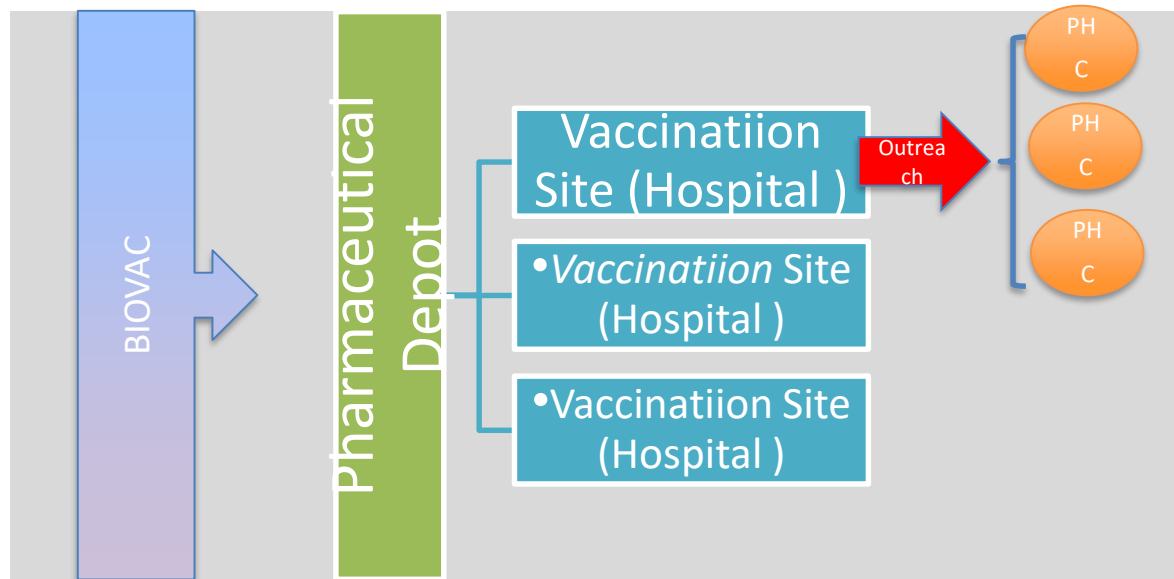 BIOVAC
Pharmaceutical
Depot
Vaccinatiion
Site (Hospital )
•Vaccinatiion Site
(Hospital )
•Vaccinatiion Site
(Hospital )
Outrea
ch
PH
C
PH
C
PH
C